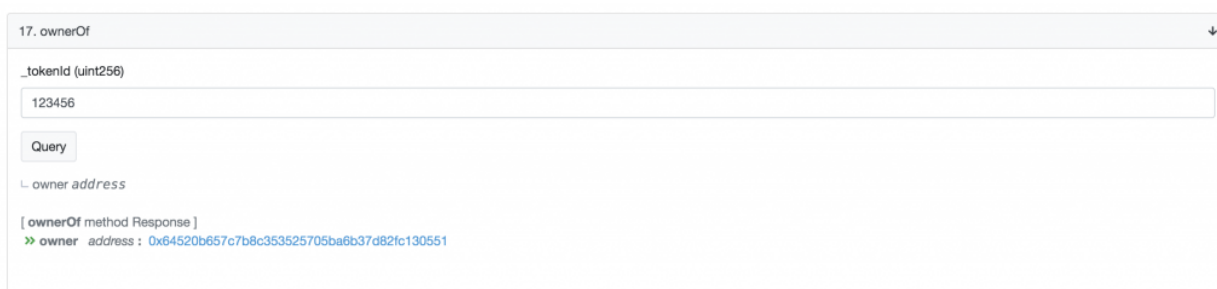 17. ownerOf
_tokenId (uint256)
123456
Query
owner address
[ ownerOf method Response ]
» owner address : 0x64520b657c7b8c353525705ba6b37d82fc130551